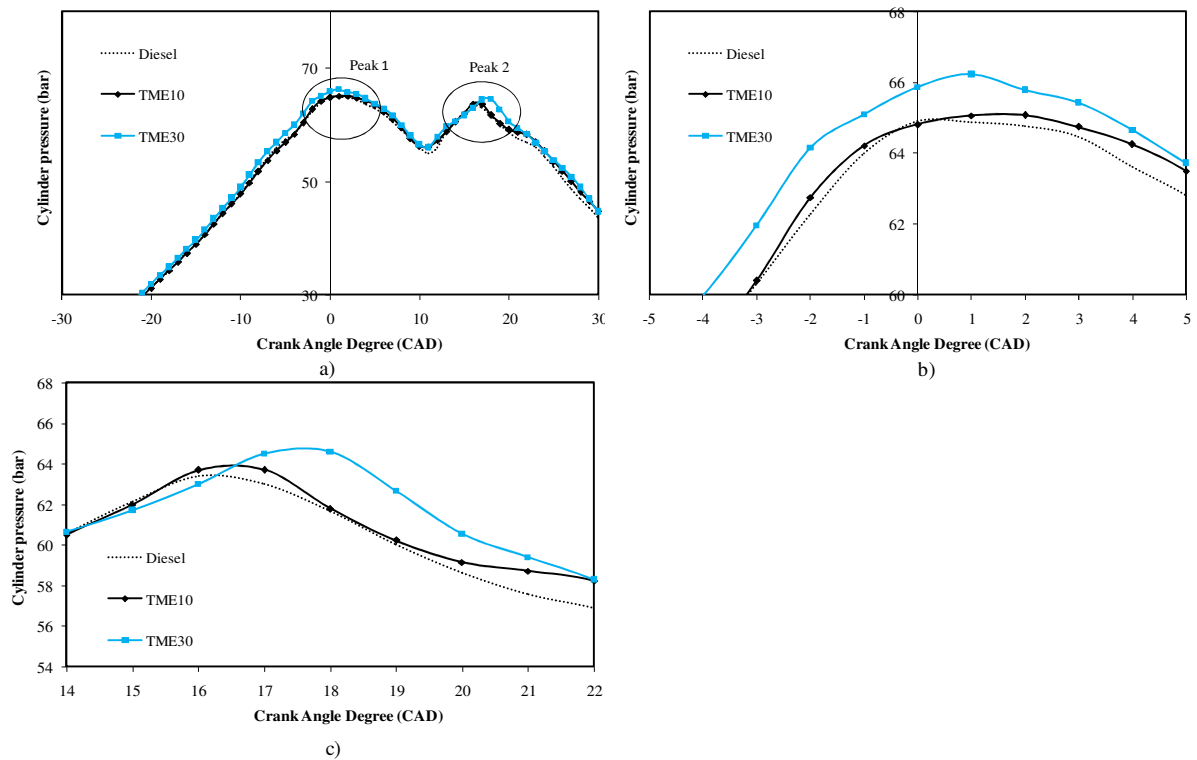 Diesel
TME10
TME30
Peak 1
Peak 2
70
50
30
Cylinder pressure (bar)
-30 -20 -10 0 10 20 30
Crank Angle Degree (CAD)
a)
Diesel
TME10
TME30
68
66
64
62
60
Cylinder pressure (bar)
-5 -4 -3 -2 -1 0 1 2 3 4 5
Crank Angle Degree (CAD)
b)
68
66
64
62
60
58
56
54
Cylinder pressure (bar)
Diesel
TME10
TME30
14 15 16 17 18 19 20 21 22
Crank Angle Degree (CAD)
c)